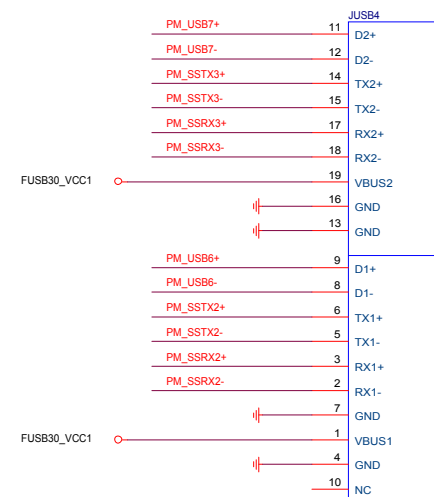 JUSB4
PM_USB7+ 11 D2+
PM_USB7- 12 D2-
PM_SSTX3+ 14 TX2+
PM_SSTX3- 15 TX2-
PM_SSRX3+ 17 RX2+
PM_SSRX3- 18 RX2-
FUSB30_VCC1 19 VBUS2
16 GND
13 GND
PM_USB6+ 9 D1+
PM_USB6- 8 D1-
PM_SSTX2+ 6 TX1+
PM_SSTX2- 5 TX1-
PM_SSRX2+ 3 RX1+
PM_SSRX2- 2 RX1-
7 GND
FUSB30_VCC1 1 VBUS1
4 GND
10 NC